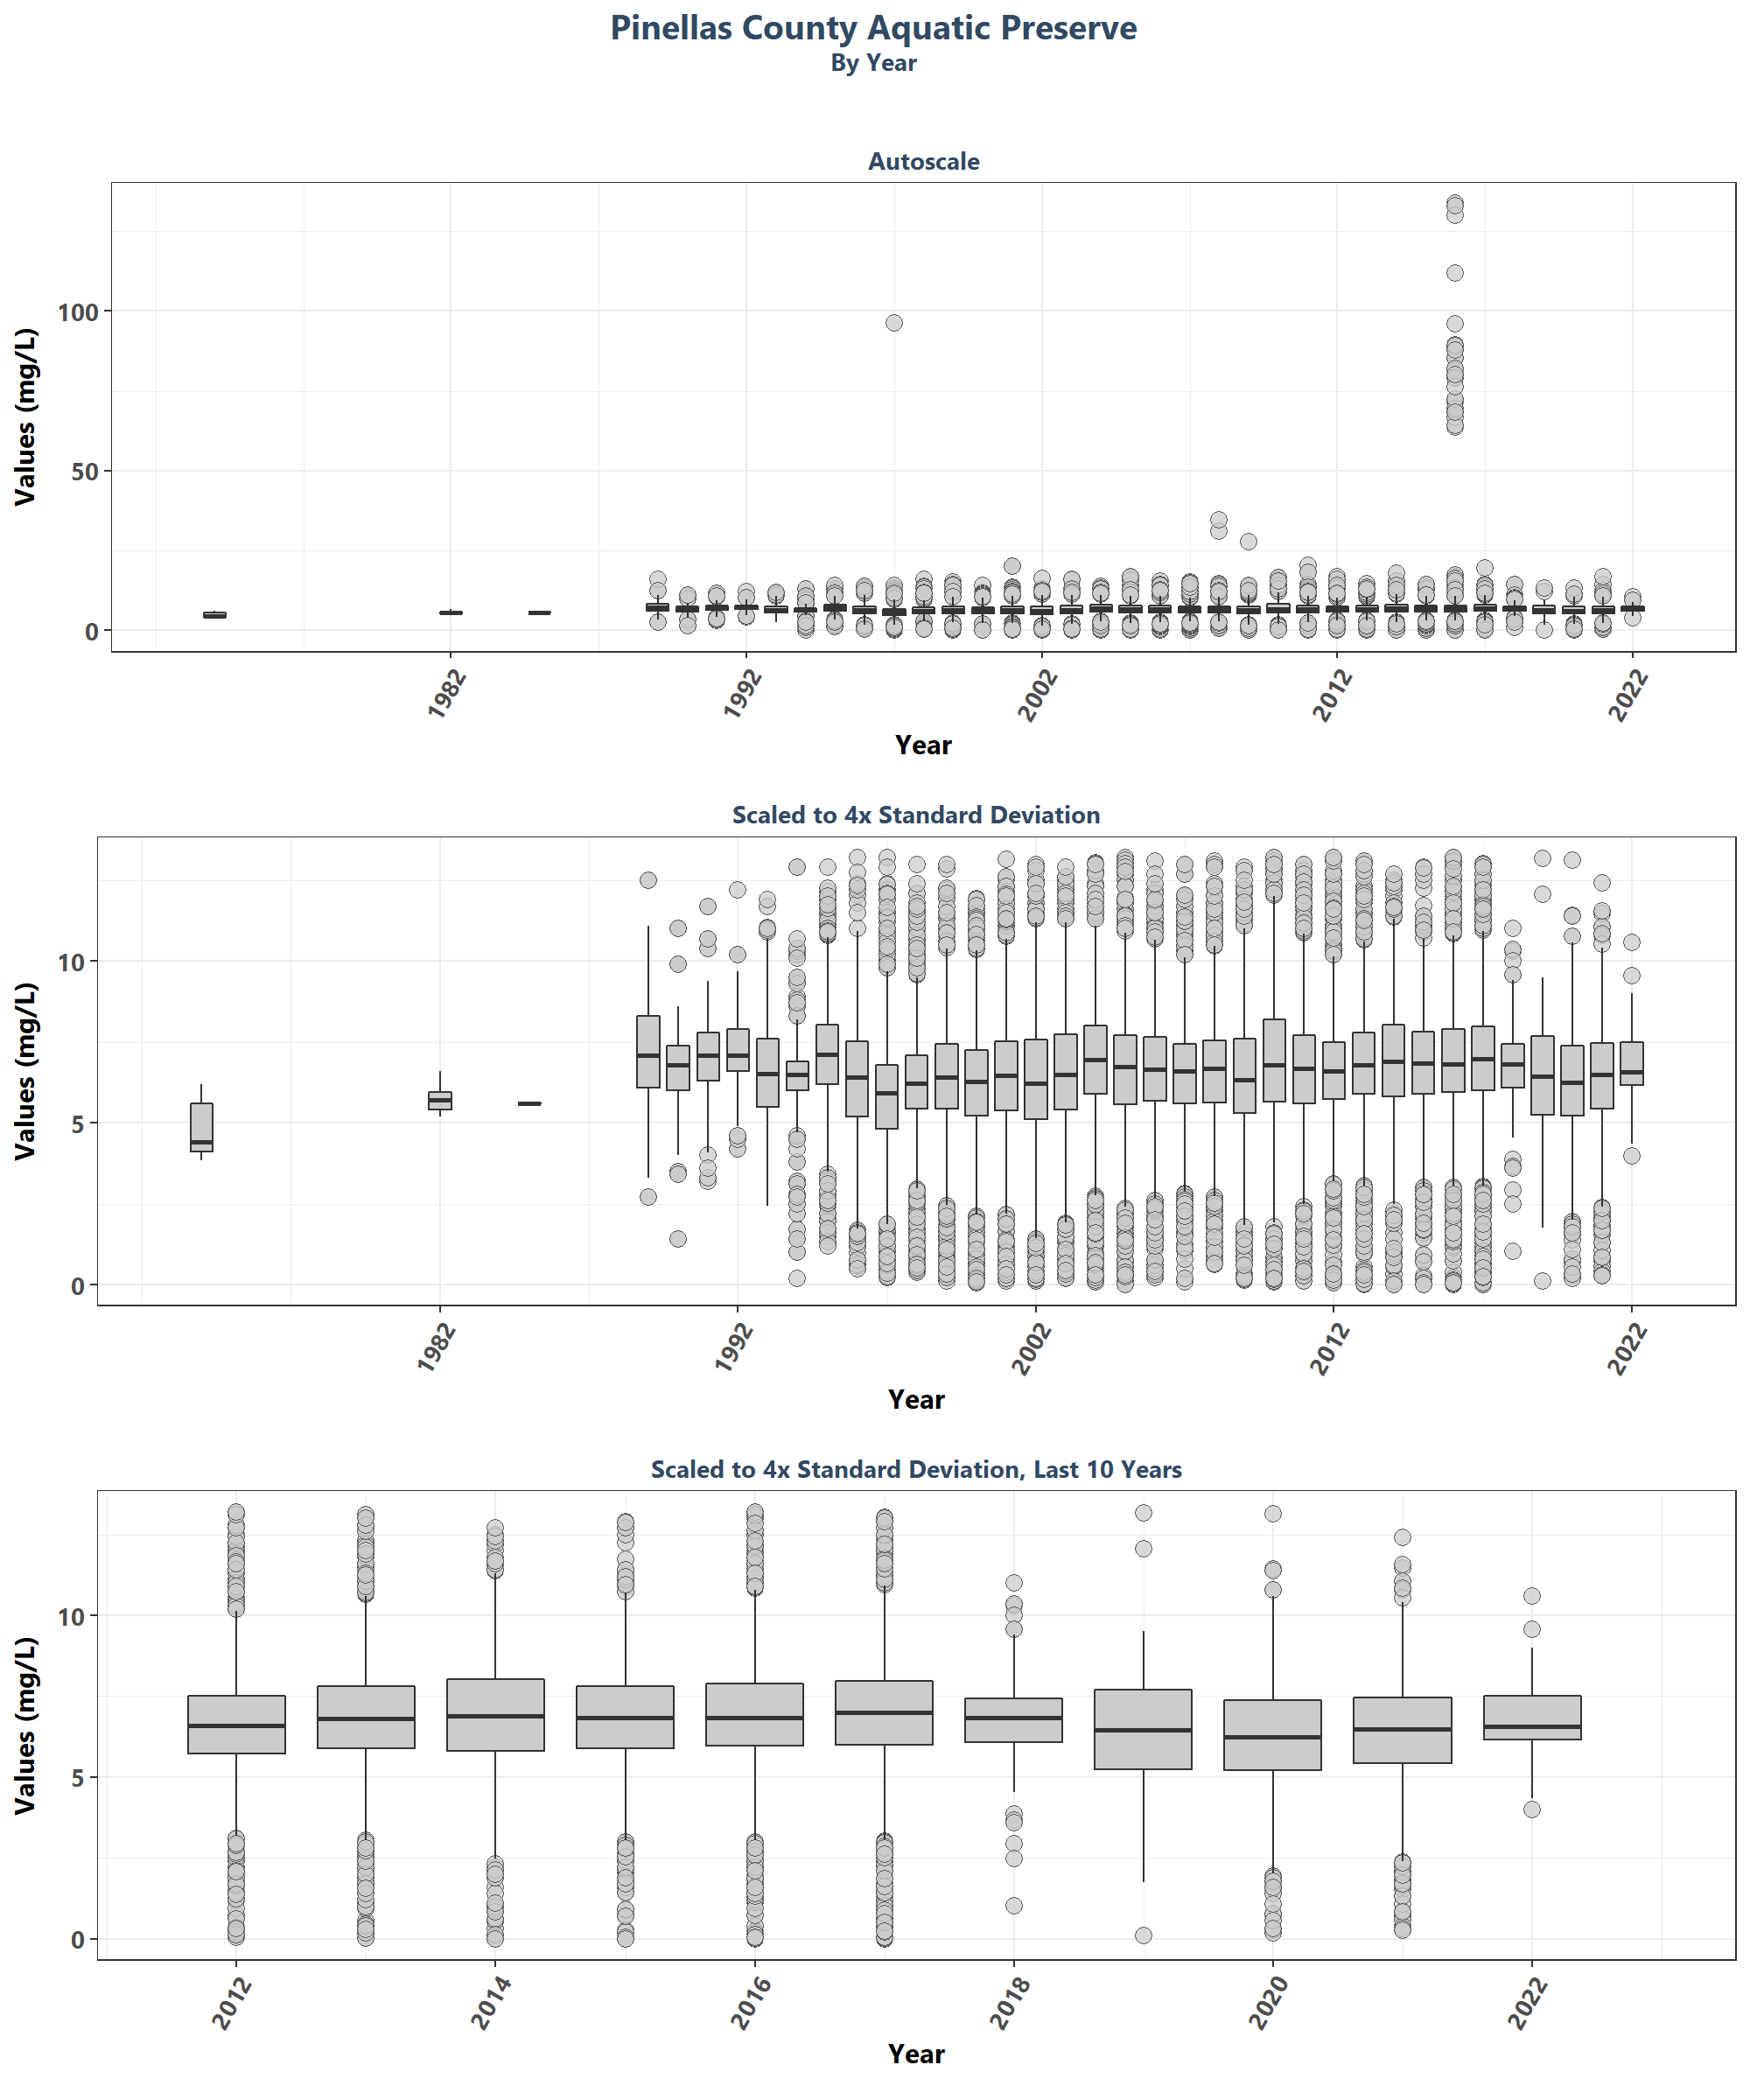 Pinellas County Aquatic Preserve
By Year
Autoscale
Values (mg/L)
100
50
0
1982
1992
2002
2012
2022
Year
Scaled to 4x Standard Deviation
Values (mg/L)
10
5
0
1982
1992
2002
2012
2022
Year
Scaled to 4x Standard Deviation, Last 10 Years
Values (mg/L)
10
5
0
2012
2014
2016
2018
2020
2022
Year